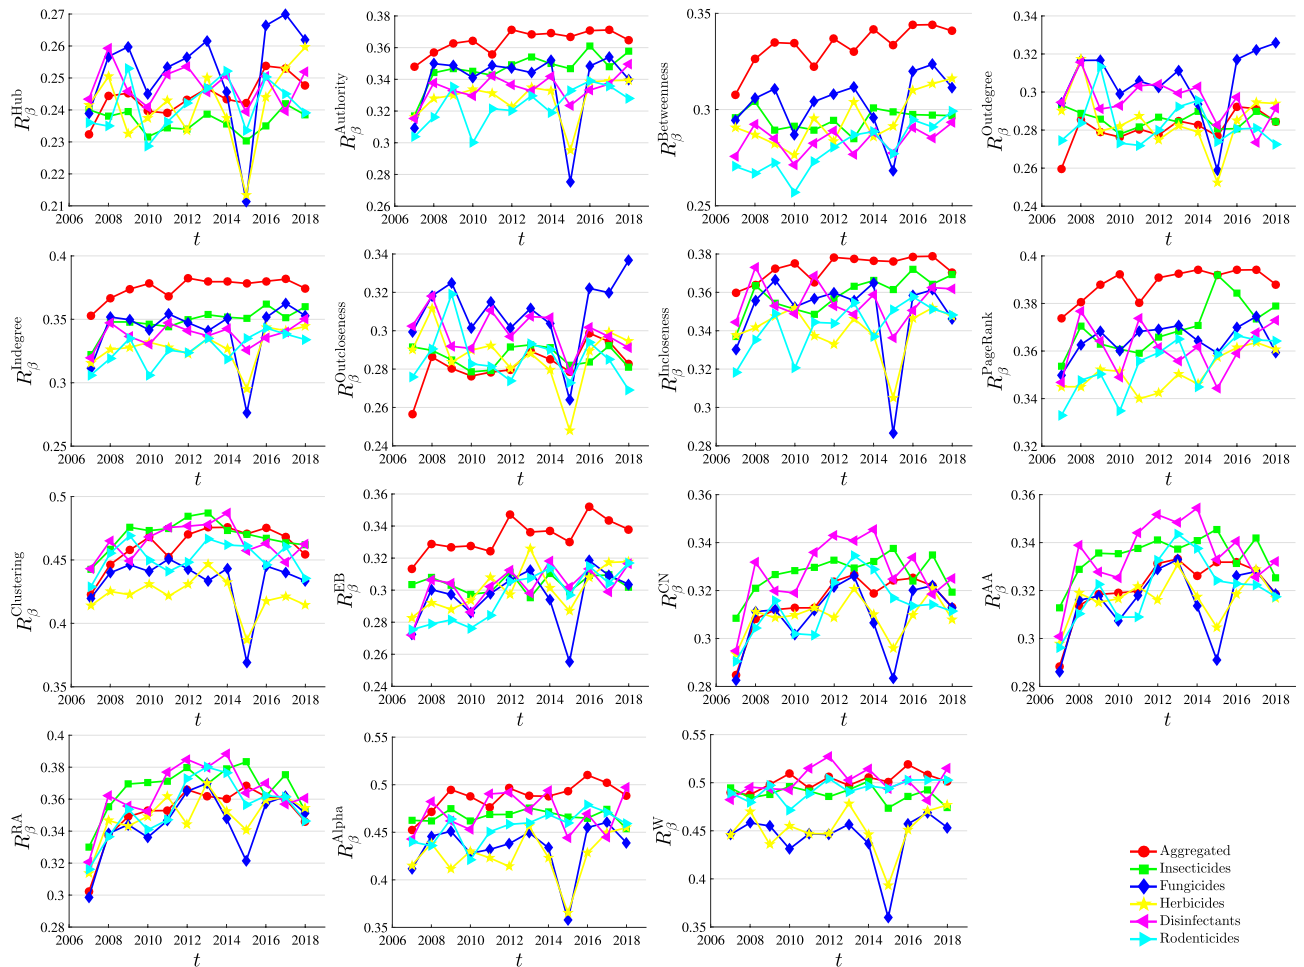 0.27
0.26
0.25
0.24
0.23
0.22
0.21
2006 2008 2010 2012 2014 2016 2018
t
R_β^Hub
0.38
0.36
0.34
0.32
0.3
0.28
0.26
2006 2008 2010 2012 2014 2016 2018
t
R_β^Authority
0.35
0.3
0.25
2006 2008 2010 2012 2014 2016 2018
t
R_β^Betweenness
0.34
0.32
0.3
0.28
0.26
0.24
2006 2008 2010 2012 2014 2016 2018
t
R_β^Outdegree
0.4
0.35
0.3
0.25
2006 2008 2010 2012 2014 2016 2018
t
R_β^Indegree
0.34
0.32
0.3
0.28
0.26
0.24
2006 2008 2010 2012 2014 2016 2018
t
R_β^Outcloseness
0.38
0.36
0.34
0.32
0.3
0.28
2006 2008 2010 2012 2014 2016 2018
t
R_β^Incloseness
0.4
0.38
0.36
0.34
0.32
2006 2008 2010 2012 2014 2016 2018
t
R_β^PageRank
0.5
0.45
0.4
0.35
2006 2008 2010 2012 2014 2016 2018
t
R_β^Clustering
0.36
0.34
0.32
0.3
0.28
0.26
0.24
2006 2008 2010 2012 2014 2016 2018
t
R_β^EB
0.36
0.34
0.32
0.3
0.28
2006 2008 2010 2012 2014 2016 2018
t
R_β^CN
0.36
0.34
0.32
0.3
0.28
2006 2008 2010 2012 2014 2016 2018
t
R_β^AA
0.4
0.38
0.36
0.34
0.32
0.3
0.28
2006 2008 2010 2012 2014 2016 2018
t
R_β^RA
0.55
0.5
0.45
0.4
0.35
2006 2008 2010 2012 2014 2016 2018
t
R_β^Alpha
0.55
0.5
0.45
0.4
0.35
2006 2008 2010 2012 2014 2016 2018
t
R_β^W
Aggregated
Insecticides
Fungicides
Herbicides
Disinfectants
Rodenticides